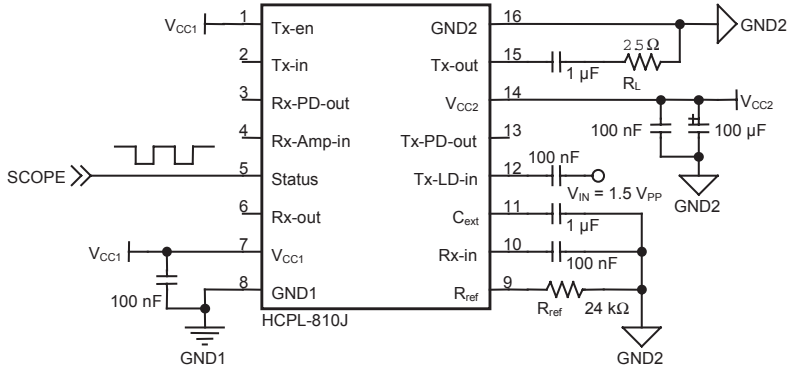 VCC1
1
Tx-en
GND2
16
GND2
2
Tx-in
Tx-out
15
1 µF
25Ω
RL
3
Rx-PD-out
VCC2
14
VCC2
100 nF
100 µF
GND2
4
Rx-Amp-in
Tx-PD-out
13
SCOPE
5
Status
Tx-LD-in
12
100 nF
VIN = 1.5 VPP
6
Rx-out
Cext
11
1 µF
VCC1
7
VCC1
Rx-in
10
100 nF
100 nF
8
GND1
Rref
9
Rref
24 kΩ
HCPL-810J
GND1
GND2